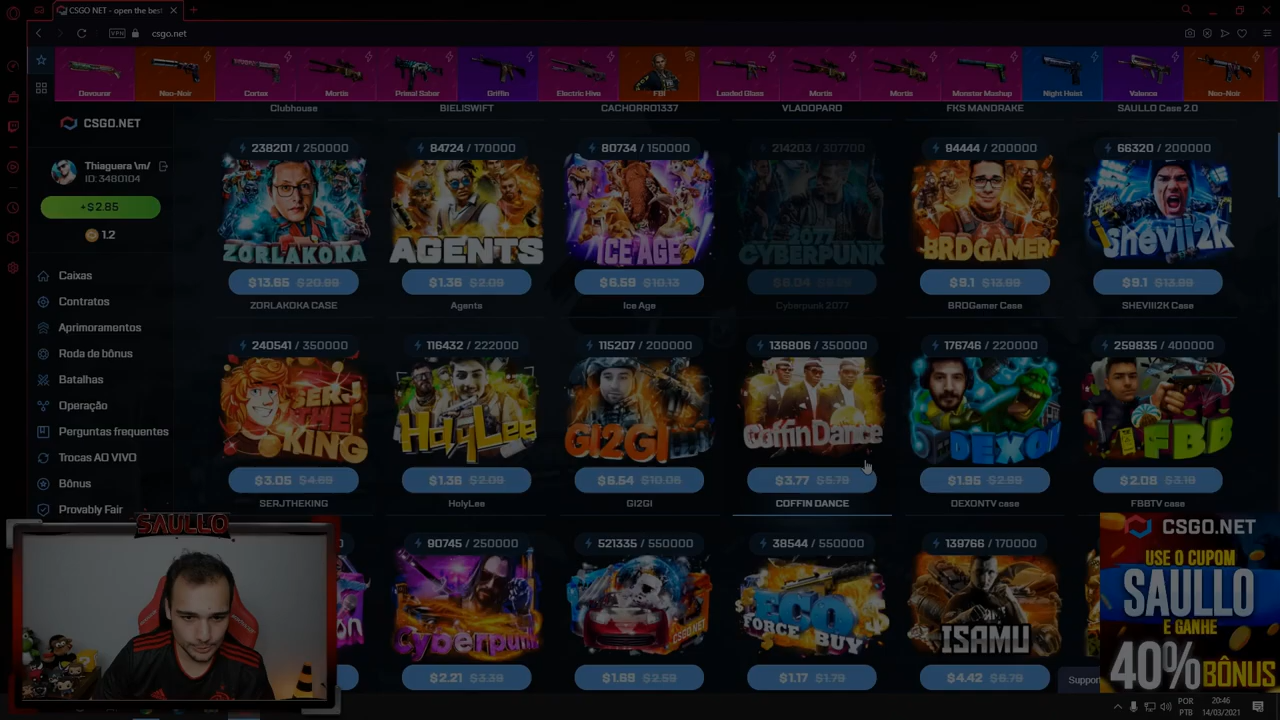 CSGO NET - open the best
VPN
csgo.net
Devourer
Neo-Noir
Cortex
Mortis
Primal Saber
Griffin
Electric Hive
FBI
Leaded Glass
Mortis
Mortis
Monster Mashup
Night Heist
Valence
Neo-Noir
CSGO.NET
Thiaguera \m/
ID: 3480104
+$2.85
1.2
Caixas
Contratos
Aprimoramentos
Roda de bônus
Batalhas
Operação
Perguntas frequentes
Trocas AO VIVO
Bônus
Provably Fair
Clubhouse
BIELISWIFT
CACHORRO1337
VLADOPARD
FKS MANDRAKE
SAULLO Case 2.0
238201 / 250000
84724 / 170000
80734 / 150000
214203 / 307700
94444 / 200000
66320 / 200000
ZORLAKOKA
AGENTS
ICE AGE
2077
CYBERPUNK
BRDGAMER
shevii2k
$13.65 $20.99
$1.36 $2.09
$6.58 $10.13
$9.1 $13.99
$9.1 $13.99
ZORLAKOKA CASE
Agents
Ice Age
Cyberpunk 2077
BRDGamer Case
SHEVIII2K Case
240541 / 350000
116432 / 222000
115207 / 200000
136806 / 350000
176746 / 220000
259835 / 400000
SERJ
THE
KING
HolyLee
GI2GI
CoffinDance
DEXON
FBB
$3.05 $4.69
$1.36 $2.09
$6.54 $10.06
$3.77 $5.79
$1.95 $2.99
$2.08 $3.19
SERJTHEKING
HolyLee
GI2GI
COFFIN DANCE
DEXONTV case
FBBTV case
90745 / 250000
521335 / 550000
38544 / 550000
139766 / 170000
Cyberpunk
CSGO.NET
ECO
FORCE BUY
ISAMU
$2.21 $3.39
$1.69 $2.59
$1.17 $1.79
$4.42 $6.79
Support
SAULLO
CSGO.NET
USE O CUPOM
SAULLO
E GANHE
40% BÔNUS
POR
PTB
20:46
14/03/2021